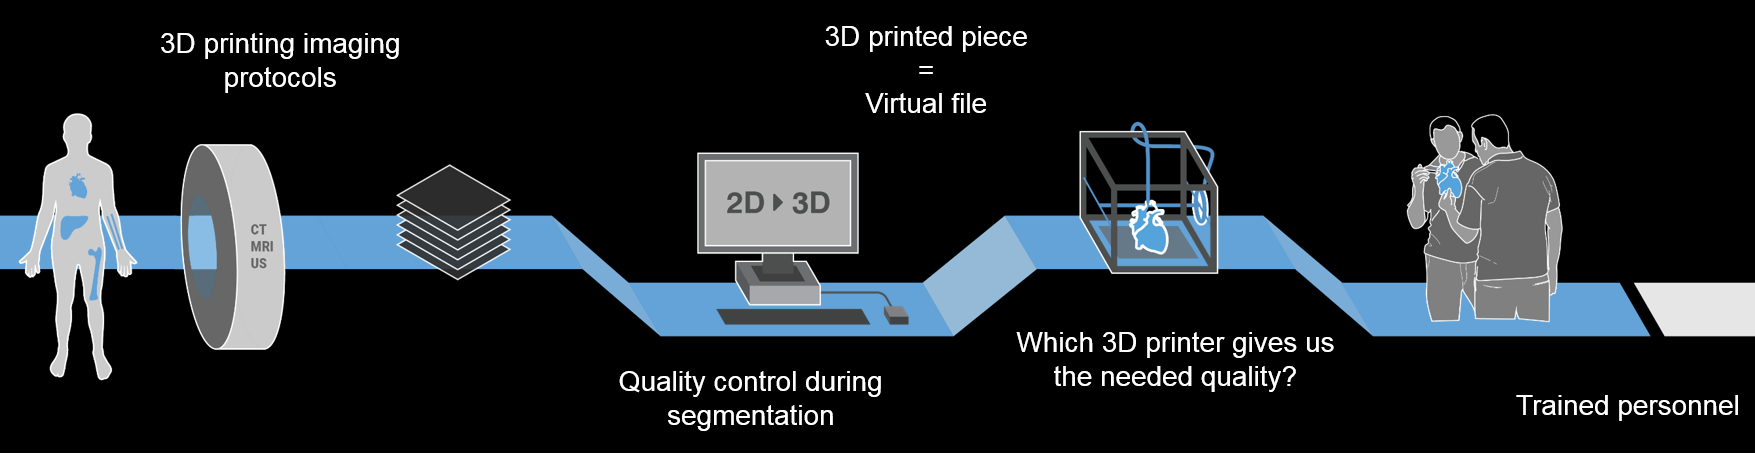 3D printing imaging
protocols
CT
MRI
US
2D ▸ 3D
Quality control during
segmentation
3D printed piece
=
Virtual file
Which 3D printer gives us
the needed quality?
Trained personnel